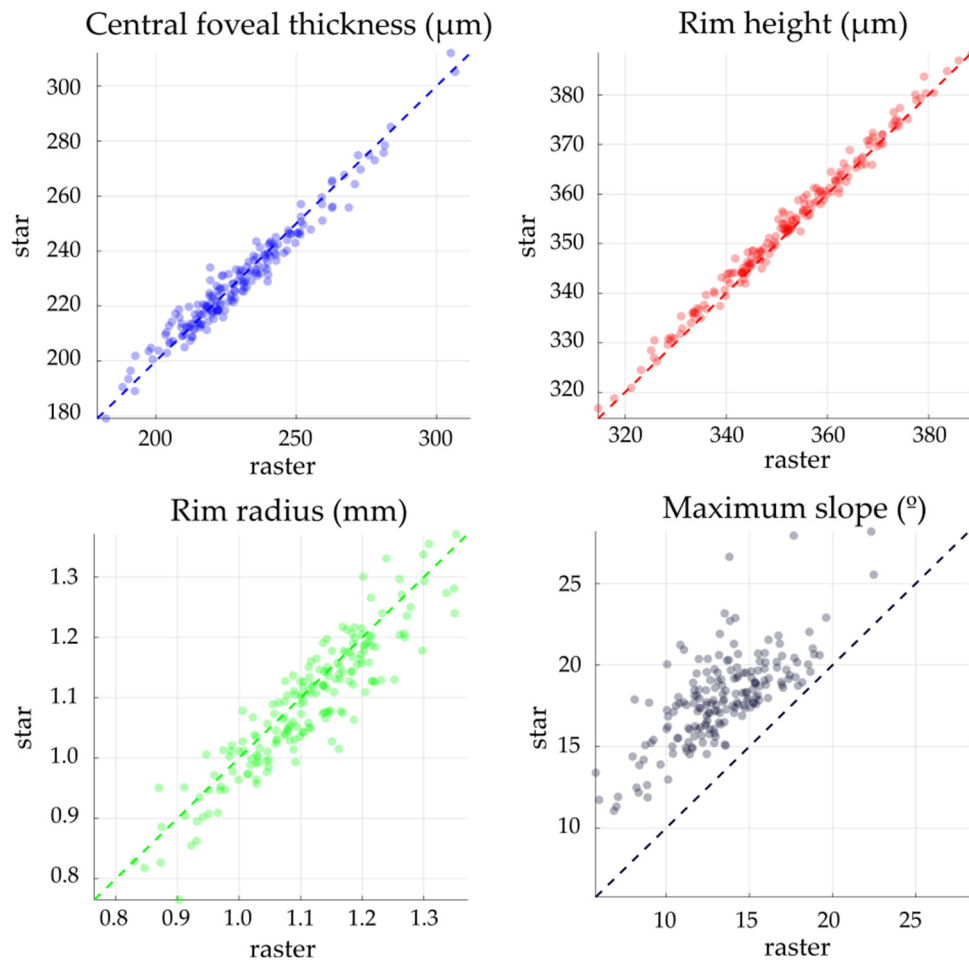 Central foveal thickness (μm)
300
280
260
240
220
200
180
star
200 250 300
raster
Rim height (μm)
380
370
360
350
340
330
320
star
320 340 360 380
raster
Rim radius (mm)
1.3
1.2
1.1
1.0
0.9
0.8
star
0.8 0.9 1.0 1.1 1.2 1.3
raster
Maximum slope (º)
25
20
15
10
star
10 15 20 25
raster